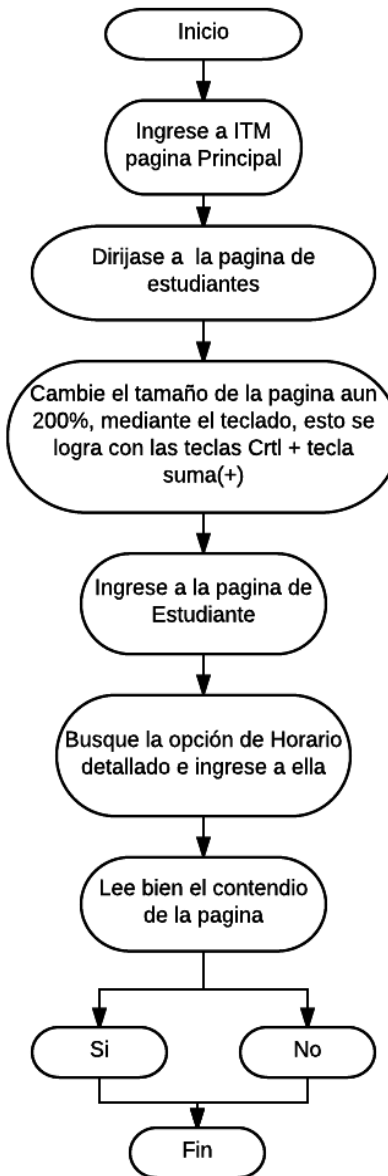 Inicio
Ingrese a ITM
pagina Principal
Dirijase a la pagina de
estudiantes
Cambie el tamaño de la pagina aun
200%, mediante el teclado, esto se
logra con las teclas Crtl + tecla
suma(+)
Ingrese a la pagina de
Estudiante
Busque la opción de Horario
detallado e ingrese a ella
Lee bien el contendio
de la pagina
Si
No
Fin